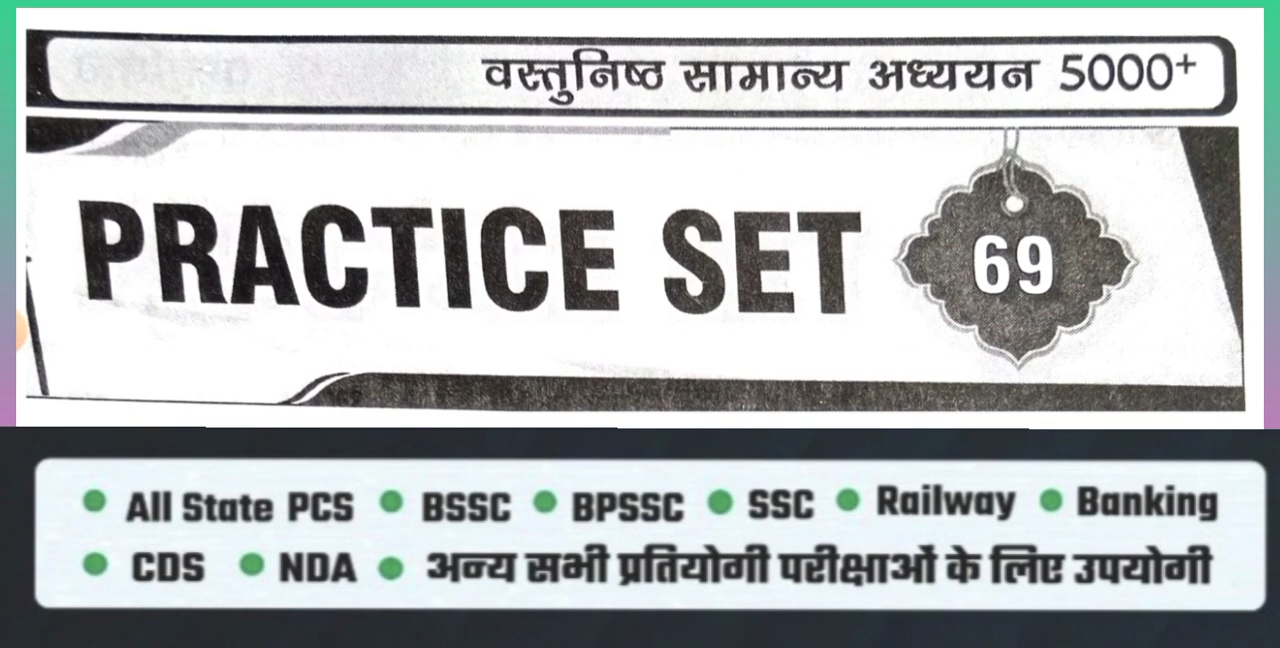 वस्तुनिष्ठ सामान्य अध्ययन 5000+
PRACTICE SET 69
All State PCS BSSC BPSSC SSC Railway Banking
CDS NDA अन्य सभी प्रतियोगी परीक्षाओं के लिए उपयोगी